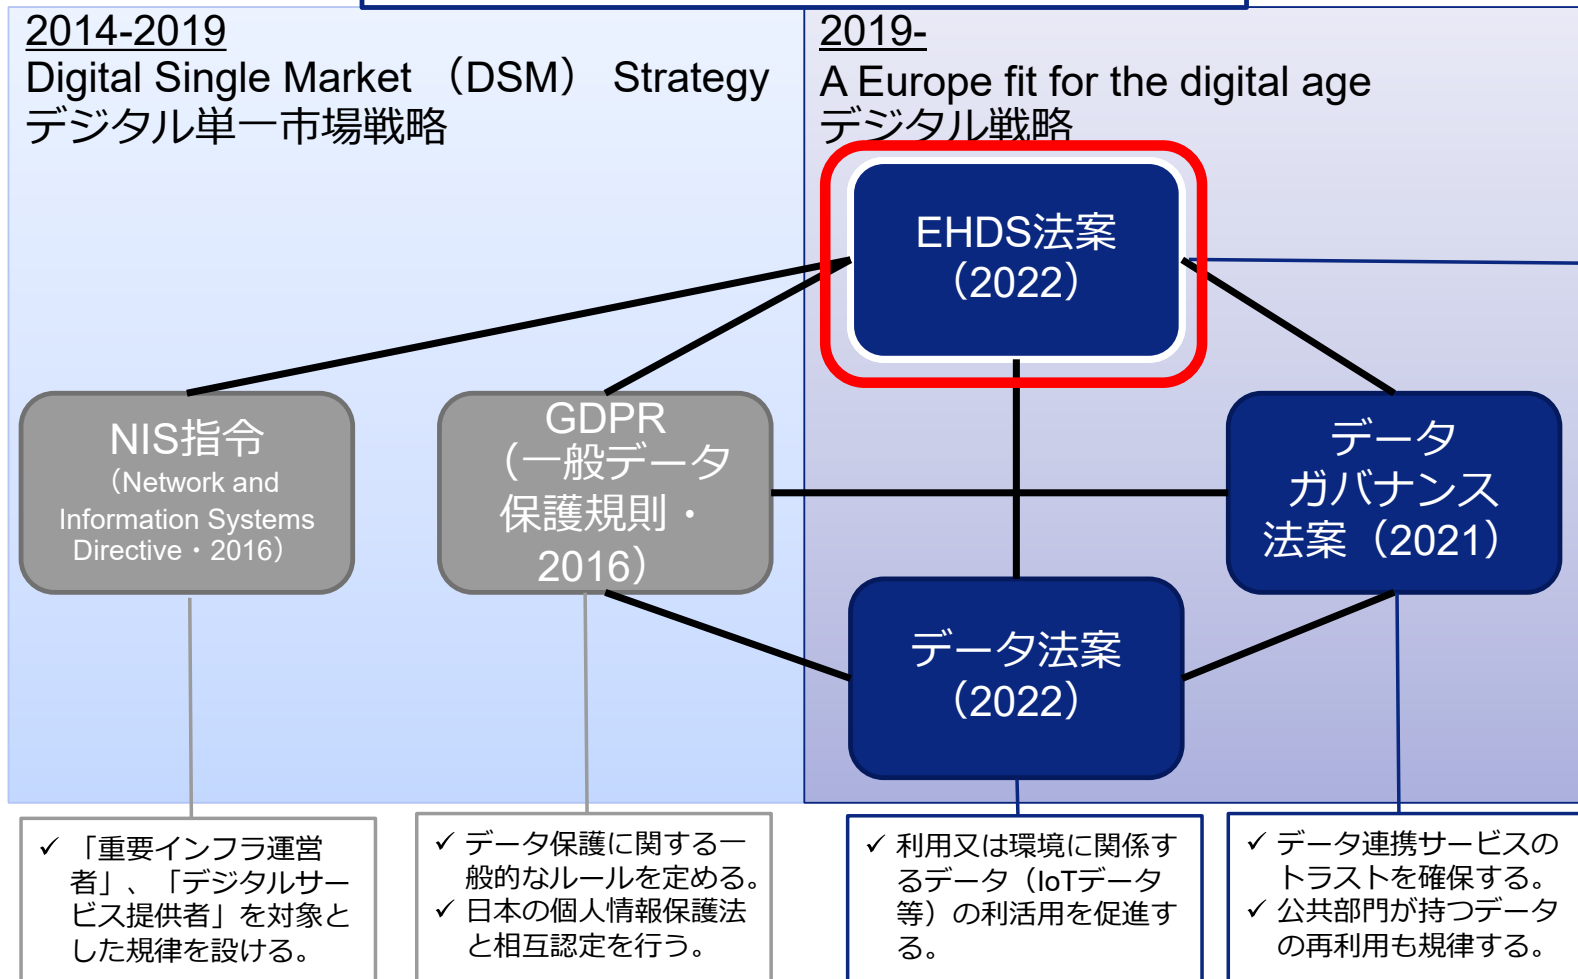 2014-2019
Digital Single Market （DSM） Strategy
デジタル単一市場戦略
2019-
A Europe fit for the digital age
デジタル戦略
EHDS法案
（2022）
NIS指令
（Network and
Information Systems
Directive・2016）
GDPR
（一般データ
保護規則・
2016）
データ
ガバナンス
法案（2021）
データ法案
（2022）
✓ 「重要インフラ運営
者」、「デジタルサー
ビス提供者」を対象と
した規律を設ける。
✓ データ保護に関する一
般的なルールを定める。
✓ 日本の個人情報保護法
と相互認定を行う。
✓ 利用又は環境に関係す
るデータ（IoTデータ
等）の利活用を促進す
る。
✓ データ連携サービスの
トラストを確保する。
✓ 公共部門が持つデータ
の再利用も規律する。